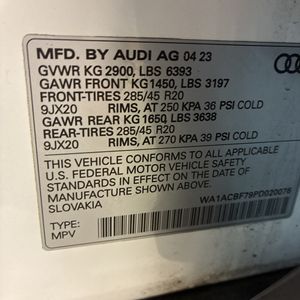 MFD. BY AUDI AG 04 23
GVWR KG 2900, LBS 6393
GAWR FRONT KG1450, LBS 3197
FRONT-TIRES 285/45 R20
9JX20 RIMS, AT 250 KPA 36 PSI COLD
GAWR REAR KG 1650, LBS 3638
REAR-TIRES 285/45 R20
9JX20 RIMS, AT 270 KPA 39 PSI COLD
THIS VEHICLE CONFORMS TO ALL APPLICABLE
U.S. FEDERAL MOTOR VEHICLE SAFETY
STANDARDS IN EFFECT ON THE DATE
OF MANUFACTURE SHOWN ABOVE
SLOVAKIA WA1ACBF79PD020076
TYPE:
MPV